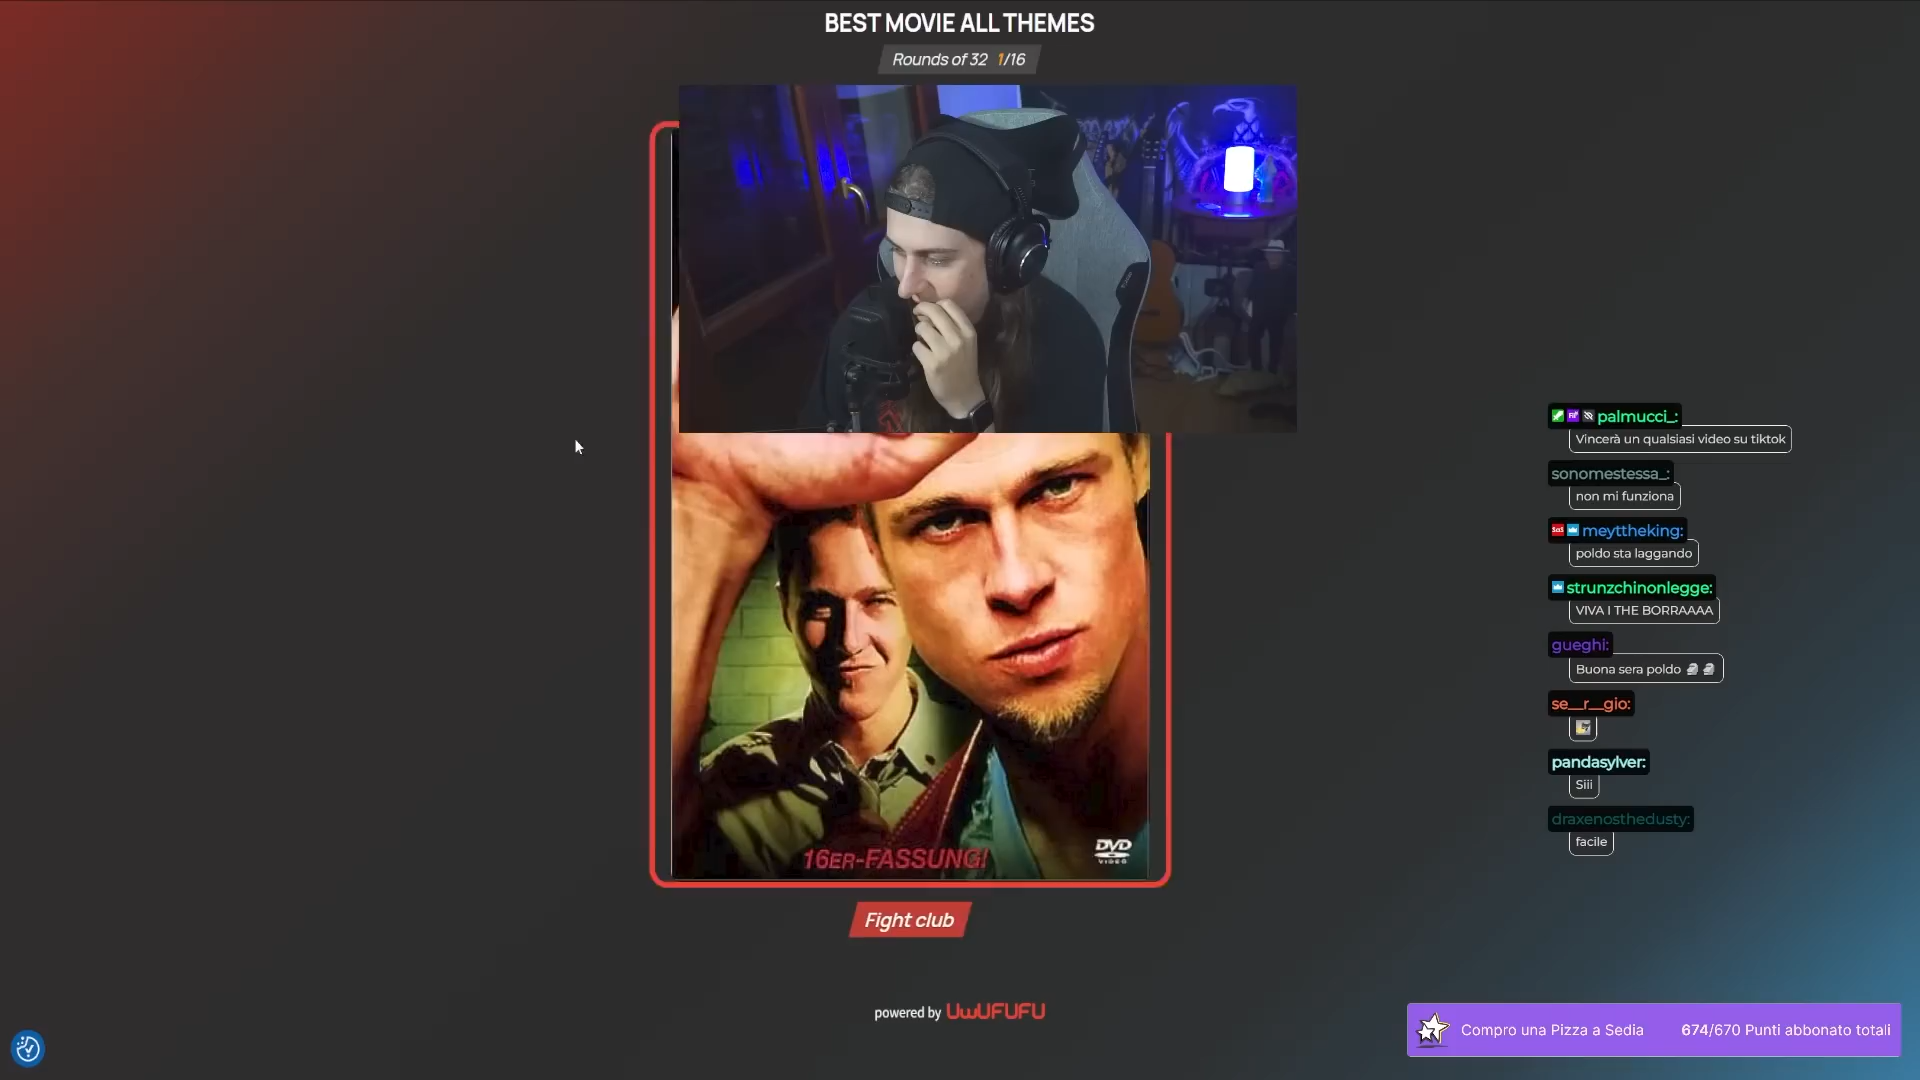 BEST MOVIE ALL THEMES
Rounds of 32 1/16
palmucci_:
Vincerà un qualsiasi video su tiktok
sonomestessa_:
non mi funziona
meyttheking:
poldo sta laggando
strunzchinonlegge:
VIVA I THE BORRAAAA
gueghi:
Buona sera poldo
se__r__gio:
pandasylver:
Siii
draxenosthedusty:
facile
16ER-FASSUNG!
DVD
VIDEO
Fight club
powered by UwUFUFU
Compro una Pizza a Sedia 674/670 Punti abbonato totali